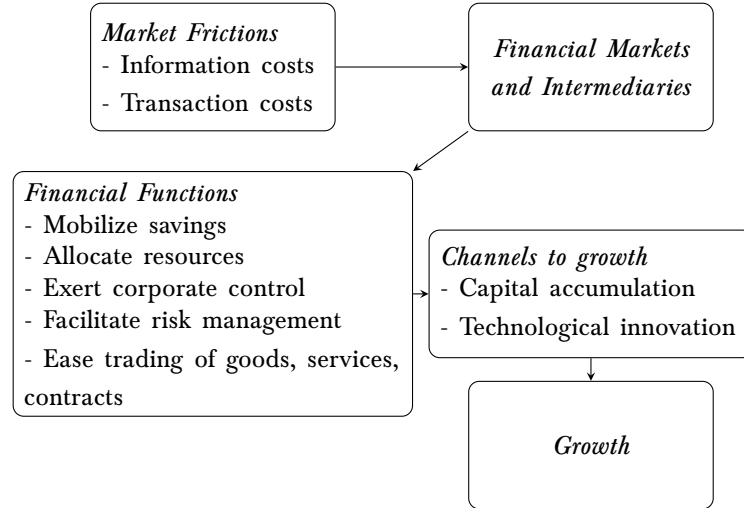 Market Frictions
- Information costs
- Transaction costs
Financial Markets
and Intermediaries
Financial Functions
- Mobilize savings
- Allocate resources
- Exert corporate control
- Facilitate risk management
- Ease trading of goods, services,
contracts
Channels to growth
- Capital accumulation
- Technological innovation
Growth